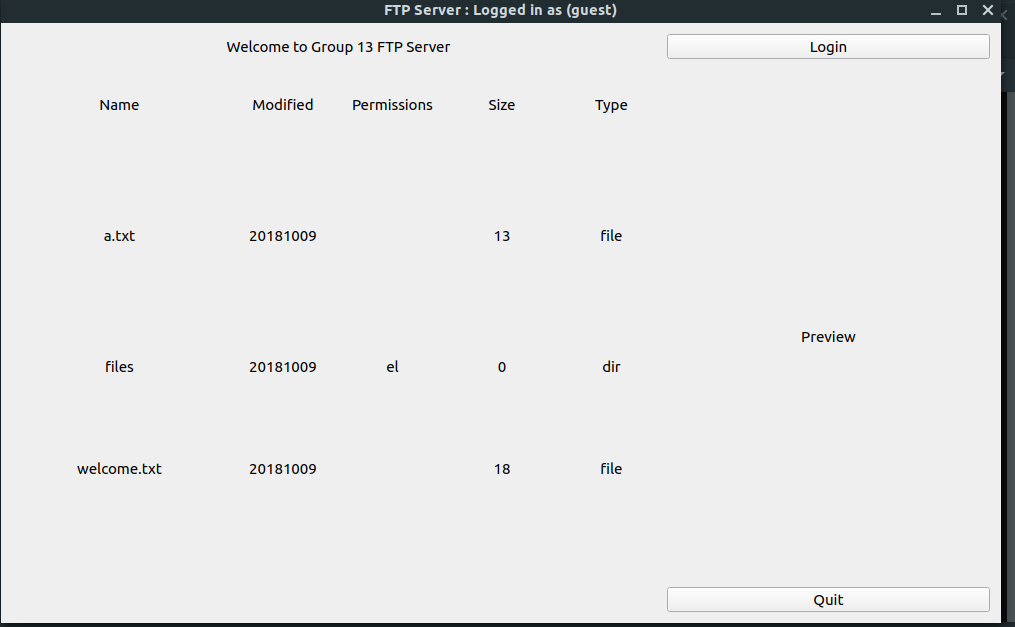 FTP Server : Logged in as (guest)
Welcome to Group 13 FTP Server Login
Name Modified Permissions Size Type
a.txt 20181009 13 file
Preview
files 20181009 el 0 dir
welcome.txt 20181009 18 file
Quit